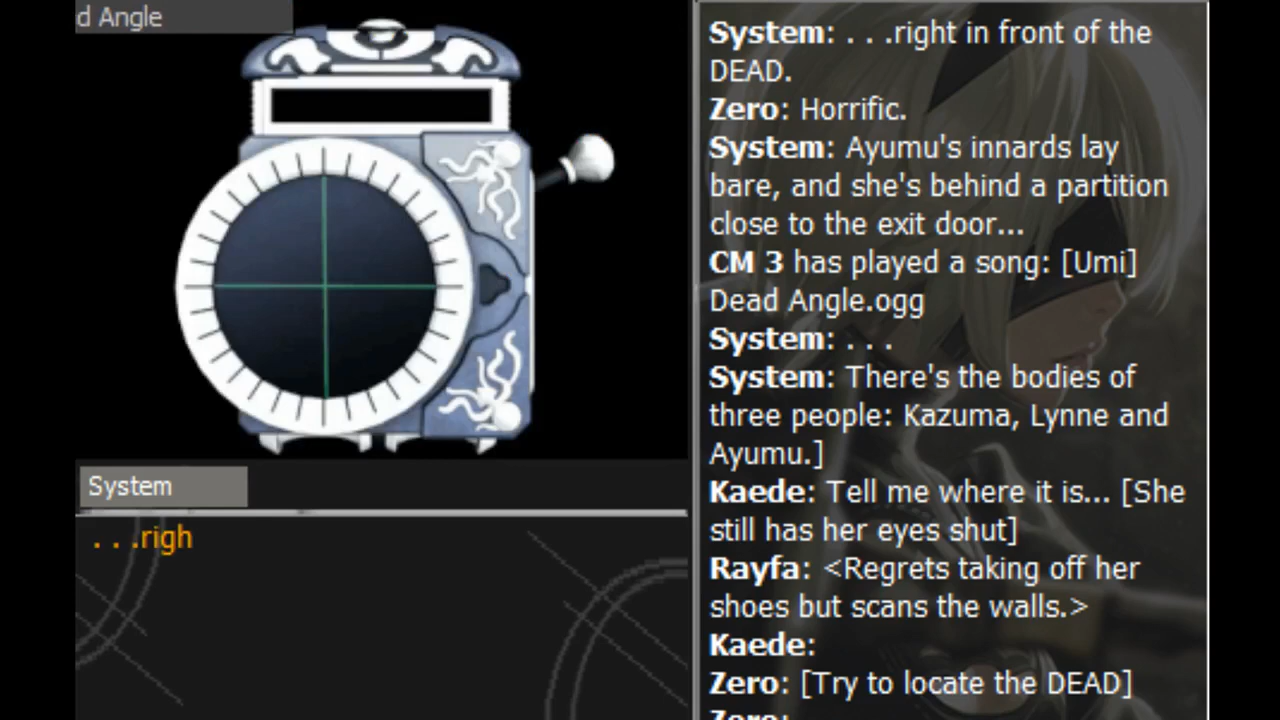 d Angle
System
. . .righ
System: . . .right in front of the
DEAD.
Zero: Horrific.
System: Ayumu's innards lay
bare, and she's behind a partition
close to the exit door...
CM 3 has played a song: [Umi]
Dead Angle.ogg
System: . . .
System: There's the bodies of
three people: Kazuma, Lynne and
Ayumu.]
Kaede: Tell me where it is... [She
still has her eyes shut]
Rayfa: <Regrets taking off her
shoes but scans the walls.>
Kaede:
Zero: [Try to locate the DEAD]
Zero: